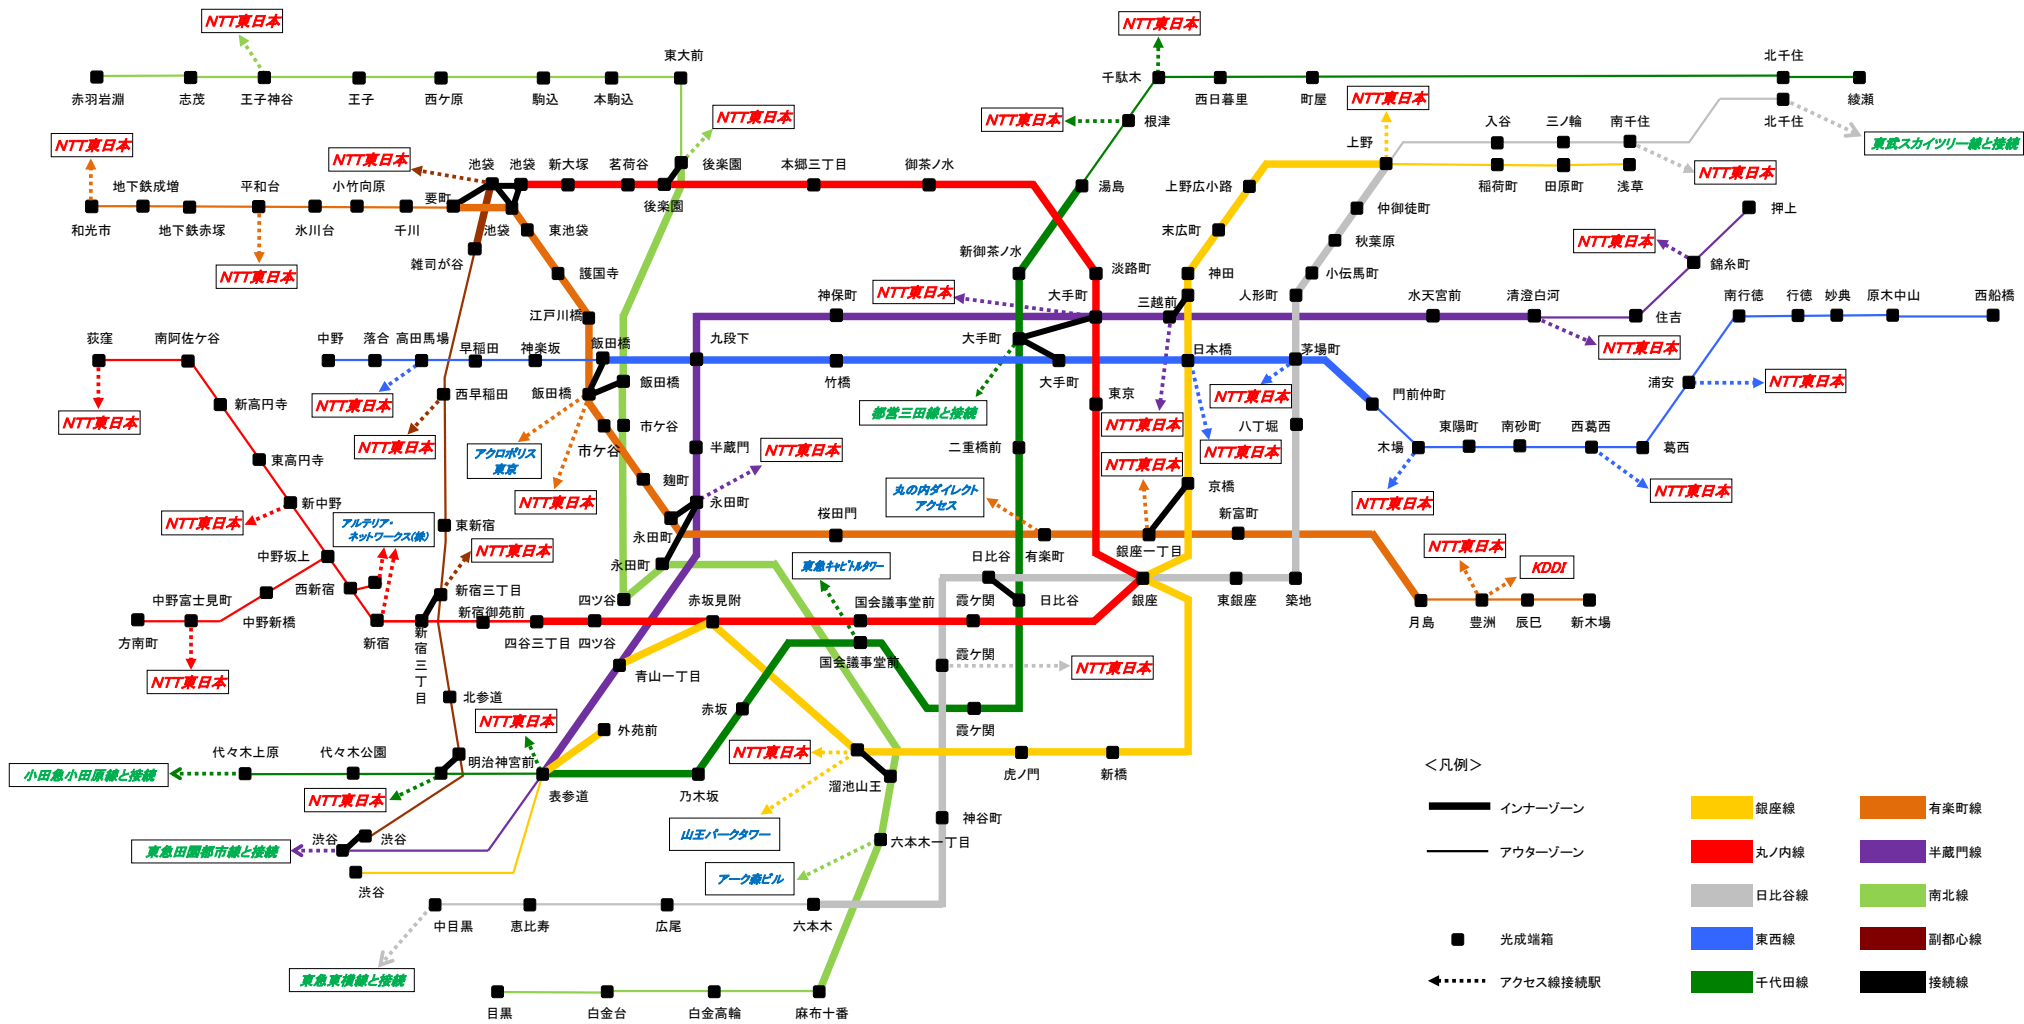 NTT東日本
NTT東日本
東大前
千駄木
北千住
赤羽岩淵
志茂
王子神谷
王子
西ケ原
駒込
本駒込
西日暮里
町屋
綾瀬
NTT東日本
NTT東日本
NTT東日本
根津
上野
入谷
三ノ輪
南千住
北千住
東武スカイツリー線と接続
NTT東日本
NTT東日本
池袋
池袋
新大塚
茗荷谷
後楽園
本郷三丁目
御茶ノ水
NTT東日本
地下鉄成増
平和台
小竹向原
要町
後楽園
湯島
上野広小路
稲荷町
田原町
浅草
和光市
地下鉄赤塚
氷川台
千川
池袋
東池袋
仲御徒町
押上
末広町
秋葉原
NTT東日本
雑司が谷
護国寺
新御茶ノ水
淡路町
神田
小伝馬町
錦糸町
NTT東日本
江戸川橋
神保町
NTT東日本
大手町
三越前
人形町
水天宮前
清澄白河
住吉
南行徳
行徳
妙典
原木中山
西船橋
荻窪
南阿佐ケ谷
中野
落合
高田馬場
早稲田
神楽坂
飯田橋
九段下
大手町
日本橋
茅場町
NTT東日本
竹橋
大手町
NTT東日本
新高円寺
NTT東日本
西早稲田
飯田橋
飯田橋
東京
NTT東日本
門前仲町
浦安
NTT東日本
都営三田線と接続
NTT東日本
八丁堀
NTT東日本
市ケ谷
市ケ谷
NTT東日本
半蔵門
NTT東日本
二重橋前
NTT東日本
木場
東陽町
南砂町
西葛西
葛西
東高円寺
アクロポリス
東京
麹町
NTT東日本
京橋
NTT東日本
NTT東日本
新中野
NTT東日本
NTT東日本
永田町
丸の内ダイレクト
アクセス
新富町
アルテリア・
ネットワークス(株)
東新宿
桜田門
中野坂上
NTT東日本
永田町
日比谷
有楽町
銀座一丁目
NTT東日本
KDDI
永田町
東急キャピトルタワー
西新宿
新宿三丁目
四ツ谷
赤坂見附
国会議事堂前
霞ケ関
日比谷
銀座
東銀座
築地
中野富士見町
新宿御苑前
月島
豊洲
辰巳
新木場
方南町
中野新橋
新宿
新宿三丁目
四谷三丁目
四ツ谷
NTT東日本
青山一丁目
国会議事堂前
霞ケ関
NTT東日本
北参道
赤坂
NTT東日本
外苑前
霞ケ関
代々木上原
代々木公園
明治神宮前
NTT東日本
小田急小田原線と接続
NTT東日本
表参道
乃木坂
溜池山王
虎ノ門
新橋
渋谷
渋谷
山王パークタワー
神谷町
六本木一丁目
東急田園都市線と接続
渋谷
アーク森ビル
中目黒
恵比寿
広尾
六本木
東急東横線と接続
目黒
白金台
白金高輪
麻布十番
＜凡例＞
インナーゾーン
銀座線
有楽町線
アウターゾーン
丸ノ内線
半蔵門線
日比谷線
南北線
光成端箱
東西線
副都心線
アクセス線接続駅
千代田線
接続線